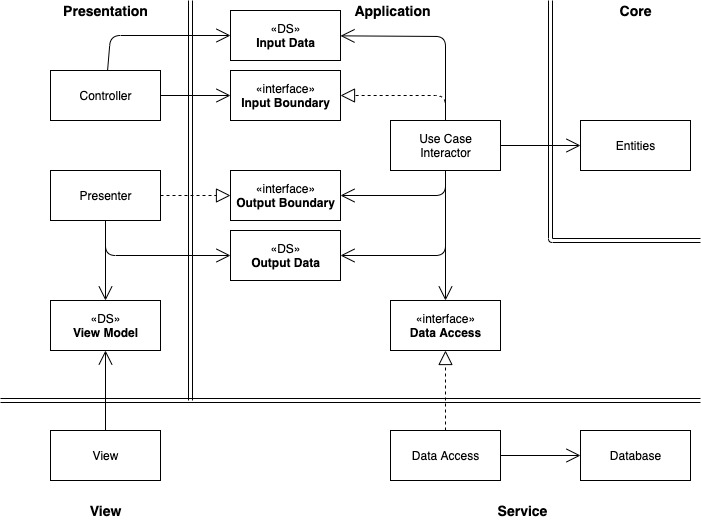 Presentation
Application
Core
«DS»
Input Data
Controller
«interface»
Input Boundary
Use Case
Interactor
Entities
Presenter
«interface»
Output Boundary
«DS»
Output Data
«DS»
View Model
«interface»
Data Access
View
Data Access
Database
View
Service